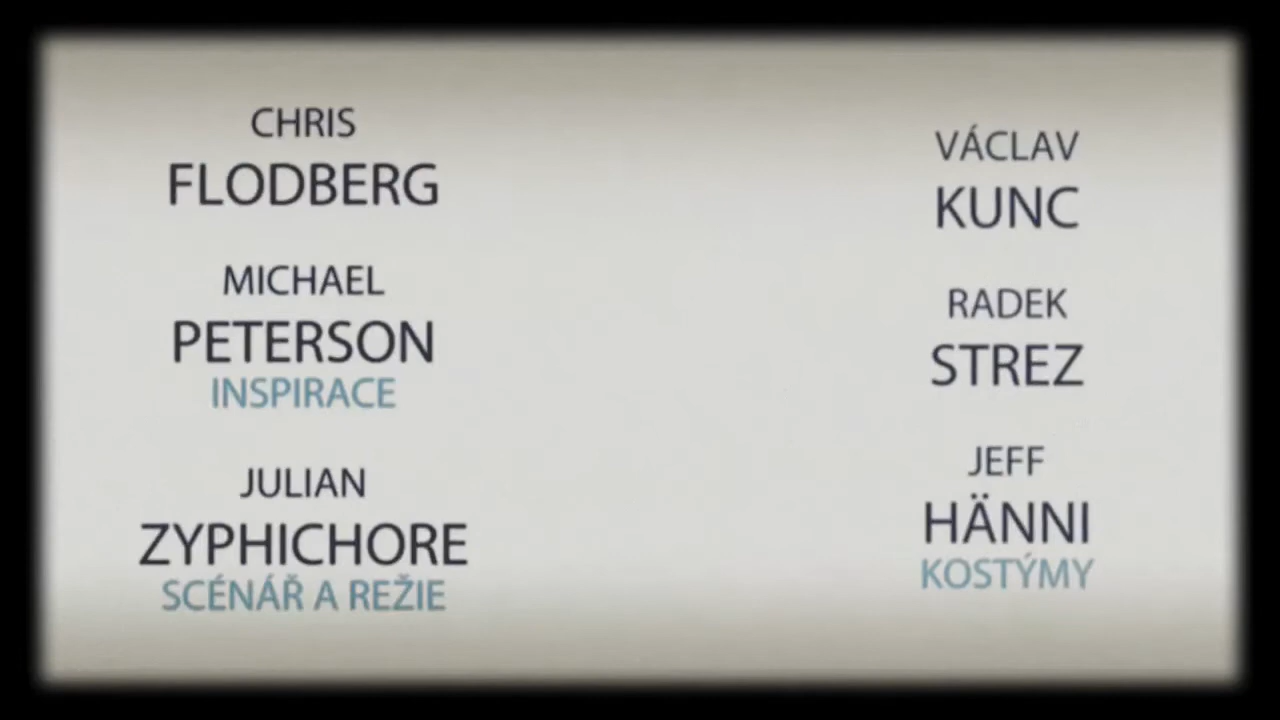 CHRIS
FLODBERG
MICHAEL
PETERSON
INSPIRACE
JULIAN
ZYPHICHORE
SCÉNÁŘ A REŽIE
VÁCLAV
KUNC
RADEK
STREZ
JEFF
HÄNNI
KOSTÝMY